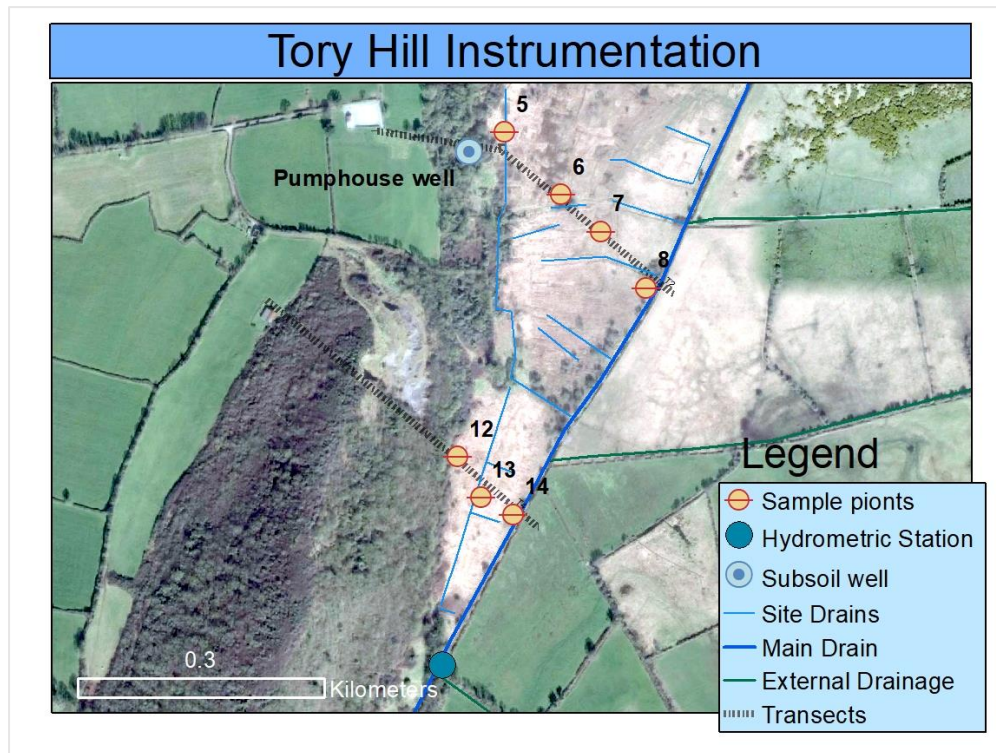 Tory Hill Instrumentation
5
6
Pumphouse well
7
8
T2
12
13
14
Legend
Sample pionts
Hydrometric Station
Subsoil well
Site Drains
Main Drain
External Drainage
Transects
0.3
Kilometers